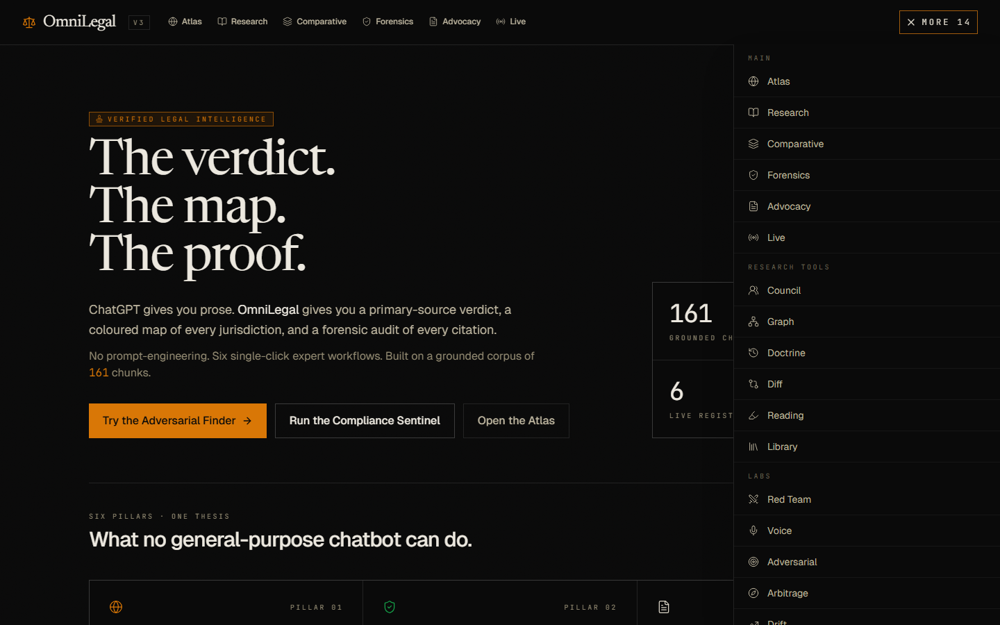 OmniLegal V3 Atlas Research Comparative Forensics Advocacy Live MORE 14
VERIFIED LEGAL INTELLIGENCE
The verdict.
The map.
The proof.
ChatGPT gives you prose. OmniLegal gives you a primary-source verdict, a
coloured map of every jurisdiction, and a forensic audit of every citation.
No prompt-engineering. Six single-click expert workflows. Built on a grounded corpus of
161 chunks.
Try the Adversarial Finder
Run the Compliance Sentinel
Open the Atlas
161
GROUNDED CH
6
LIVE REGIST
SIX PILLARS · ONE THESIS
What no general-purpose chatbot can do.
PILLAR 01
PILLAR 02
MAIN
Atlas
Research
Comparative
Forensics
Advocacy
Live
RESEARCH TOOLS
Council
Graph
Doctrine
Diff
Reading
Library
LABS
Red Team
Voice
Adversarial
Arbitrage
Drift